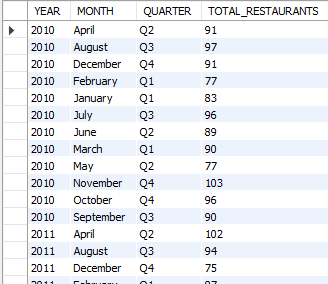 YEAR MONTH QUARTER TOTAL_RESTAURANTS
2010 April Q2 91
2010 August Q3 97
2010 December Q4 91
2010 February Q1 77
2010 January Q1 83
2010 July Q3 96
2010 June Q2 89
2010 March Q1 90
2010 May Q2 77
2010 November Q4 103
2010 October Q4 96
2010 September Q3 90
2011 April Q2 102
2011 August Q3 94
2011 December Q4 75
2011 February Q1